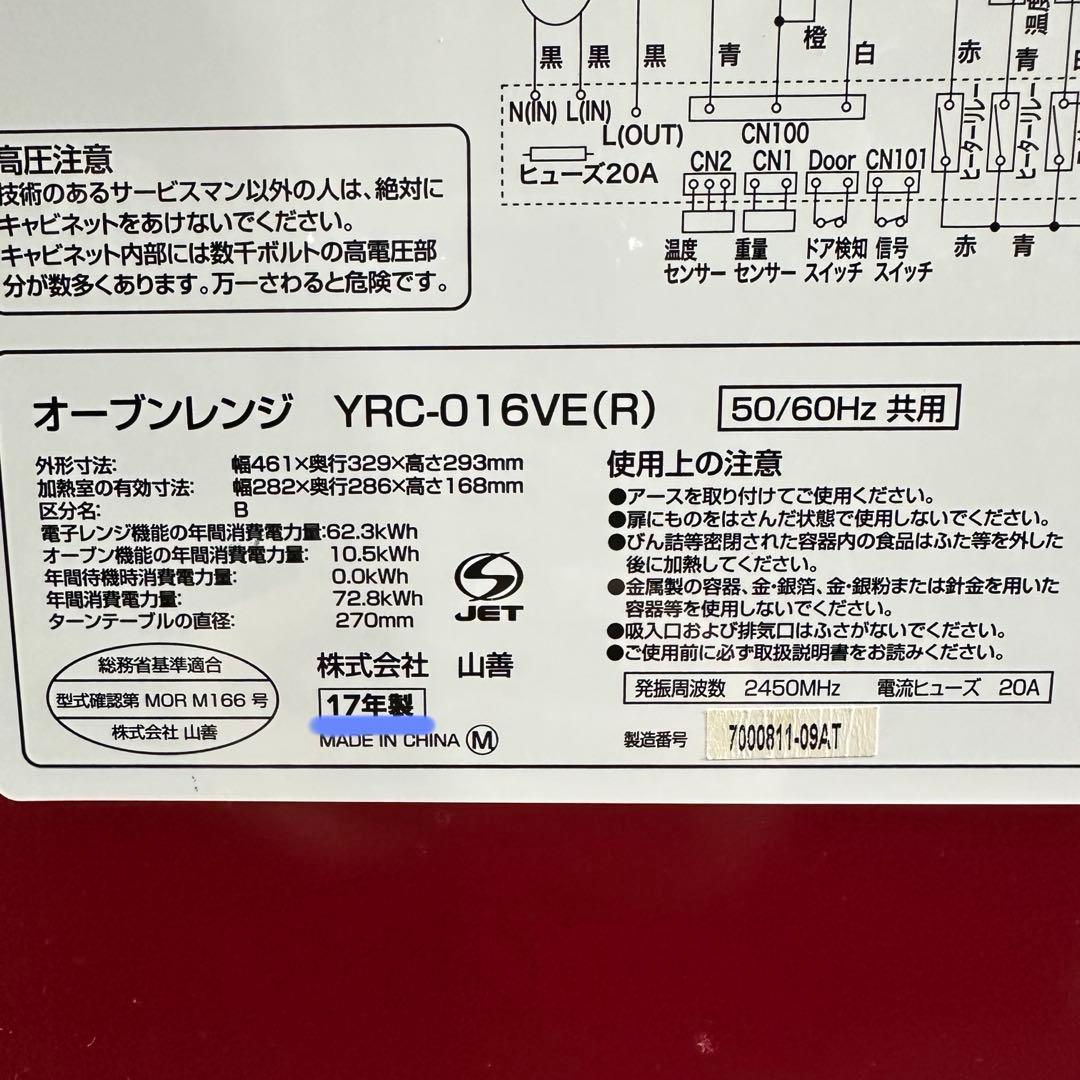 黒 黒 黒 青 橙 白 赤 青
温度
N(IN) L(IN)
L(OUT)
CN100
ヒューズ20A
CN2 CN1 Door CN101
ヒーターリレー
ヒーターリレー
温度センサー
重量センサー
ドア検知スイッチ
信号スイッチ
赤 青
高圧注意
技術のあるサービスマン以外の人は、絶対に
キャビネットをあけないでください。
キャビネット内部には数千ボルトの高電圧部
分が数多くあります。万一さわると危険です。
オーブンレンジ YRC-016VE(R) 50/60Hz 共用
外形寸法: 幅461×奥行329×高さ293mm
加熱室の有効寸法: 幅282×奥行286×高さ168mm
区分名: B
電子レンジ機能の年間消費電力量:62.3kWh
オーブン機能の年間消費電力量: 10.5kWh
年間待機時消費電力量: 0.0kWh
年間消費電力量: 72.8kWh
ターンテーブルの直径: 270mm
S
JET
総務省基準適合
型式確認第 MOR M166 号
株式会社 山善
株式会社 山善
17年製
MADE IN CHINA M
使用上の注意
●アースを取り付けてご使用ください。
●扉にものをはさんだ状態で使用しないでください。
●びん詰等密閉された容器内の食品はふた等を外した
後に加熱してください。
●金属製の容器、金・銀箔、金・銀粉または針金を用いた
容器等を使用しないでください。
●吸入口および排気口はふさがないでください。
●ご使用前に必ず取扱説明書をお読みください。
発振周波数 2450MHz 電流ヒューズ 20A
製造番号 7000811-09AT